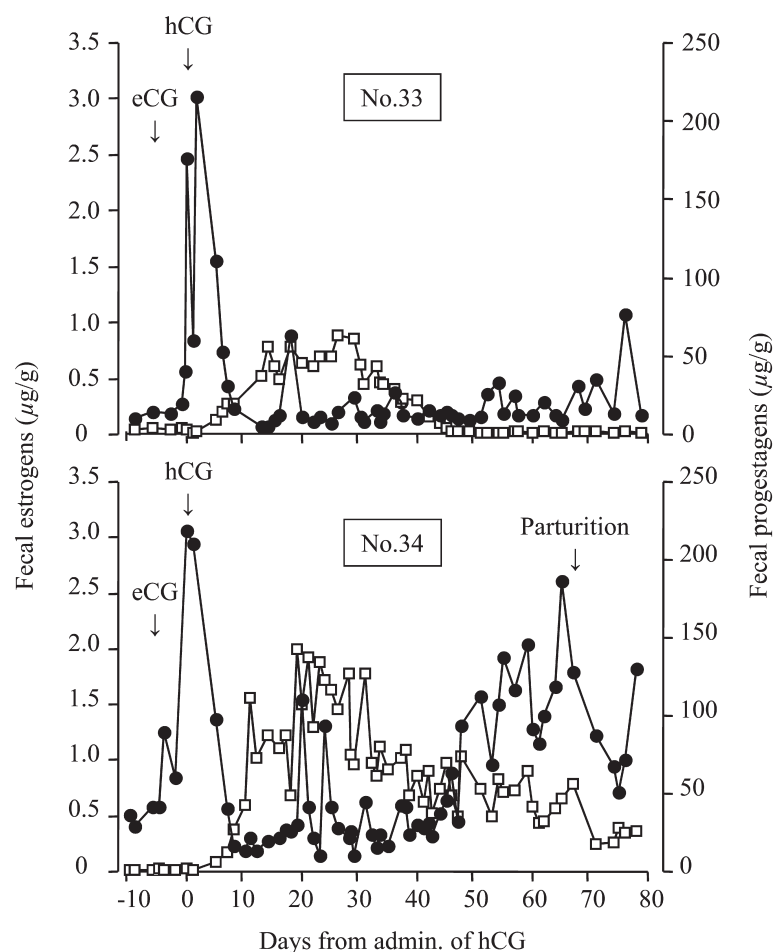 hCG
eCG
No.33
3.5
3.0
2.5
2.0
1.5
1.0
0.5
0
250
200
150
100
50
0
hCG
eCG
No.34
Parturition
3.5
3.0
2.5
2.0
1.5
1.0
0.5
0
250
200
150
100
50
0
Fecal estrogens (µg/g)
Fecal progestagens (µg/g)
-10 0 10 20 30 40 50 60 70 80
Days from admin. of hCG